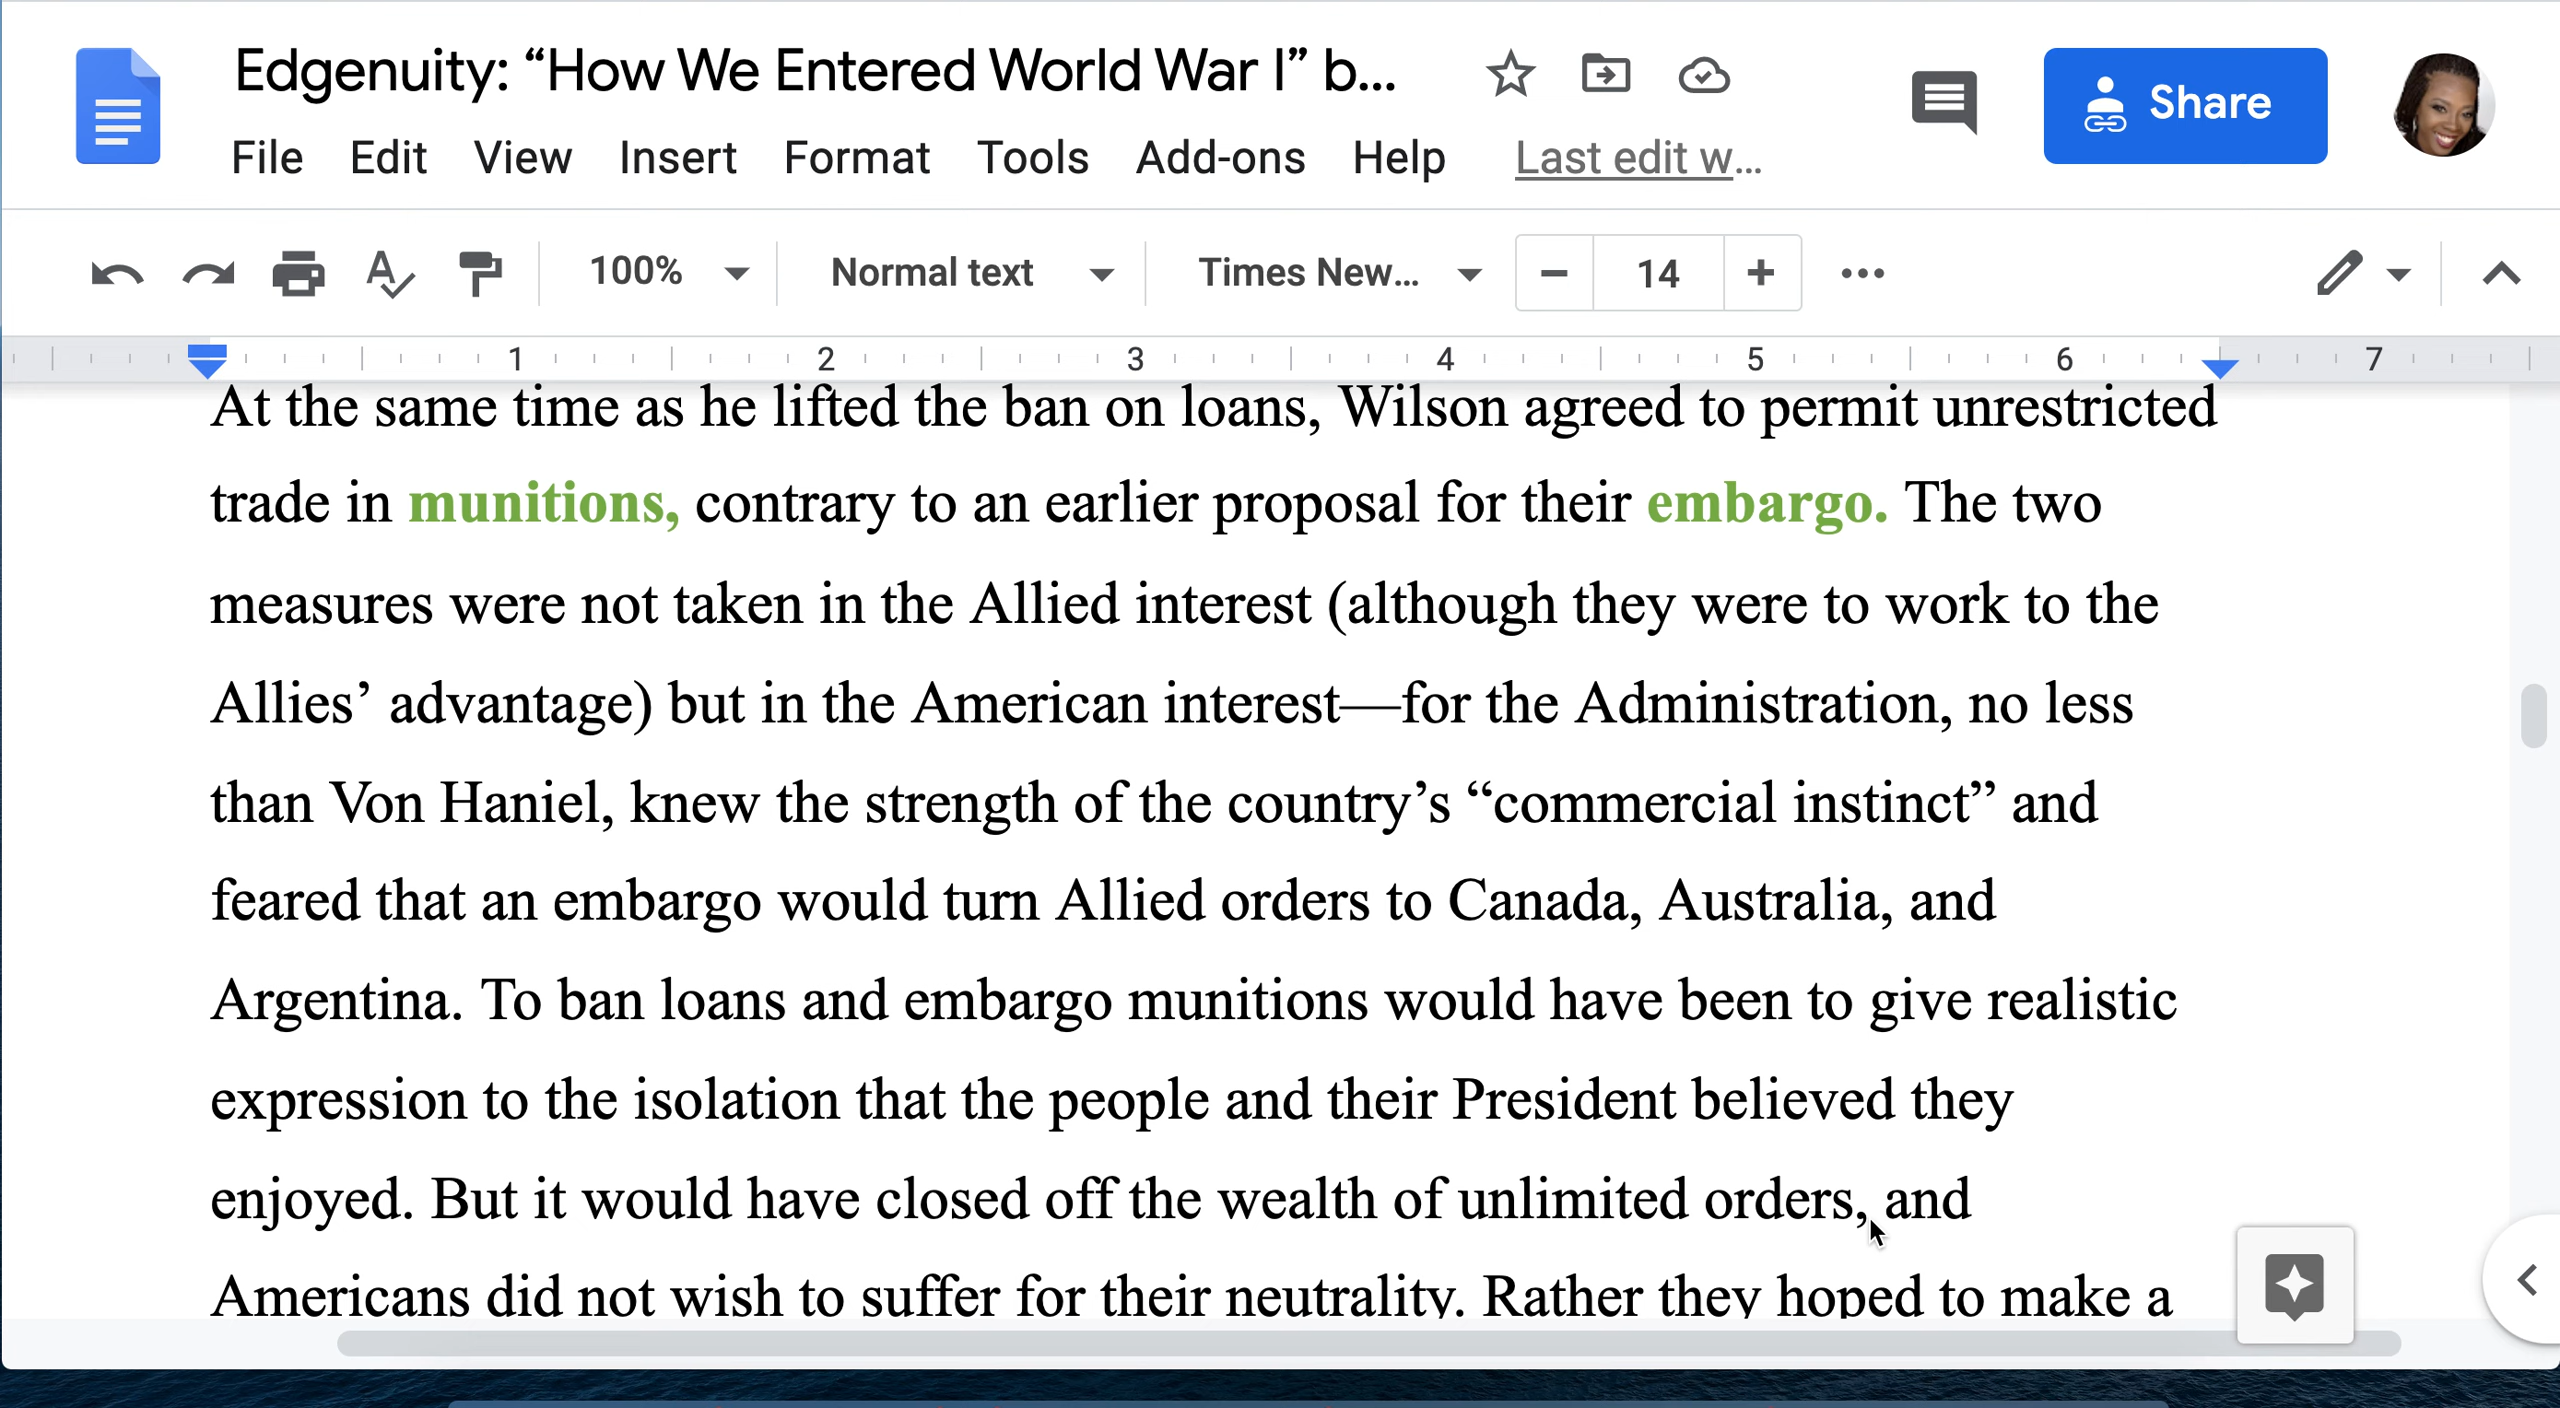 Edgenuity: “How We Entered World War I” b...
File Edit View Insert Format Tools Add-ons Help Last edit w...
Share
100% Normal text Times New... − 14 + ...
1 2 3 4 5 6 7
At the same time as he lifted the ban on loans, Wilson agreed to permit unrestricted
trade in munitions, contrary to an earlier proposal for their embargo. The two
measures were not taken in the Allied interest (although they were to work to the
Allies’ advantage) but in the American interest—for the Administration, no less
than Von Haniel, knew the strength of the country’s “commercial instinct” and
feared that an embargo would turn Allied orders to Canada, Australia, and
Argentina. To ban loans and embargo munitions would have been to give realistic
expression to the isolation that the people and their President believed they
enjoyed. But it would have closed off the wealth of unlimited orders, and
Americans did not wish to suffer for their neutrality. Rather they hoped to make a